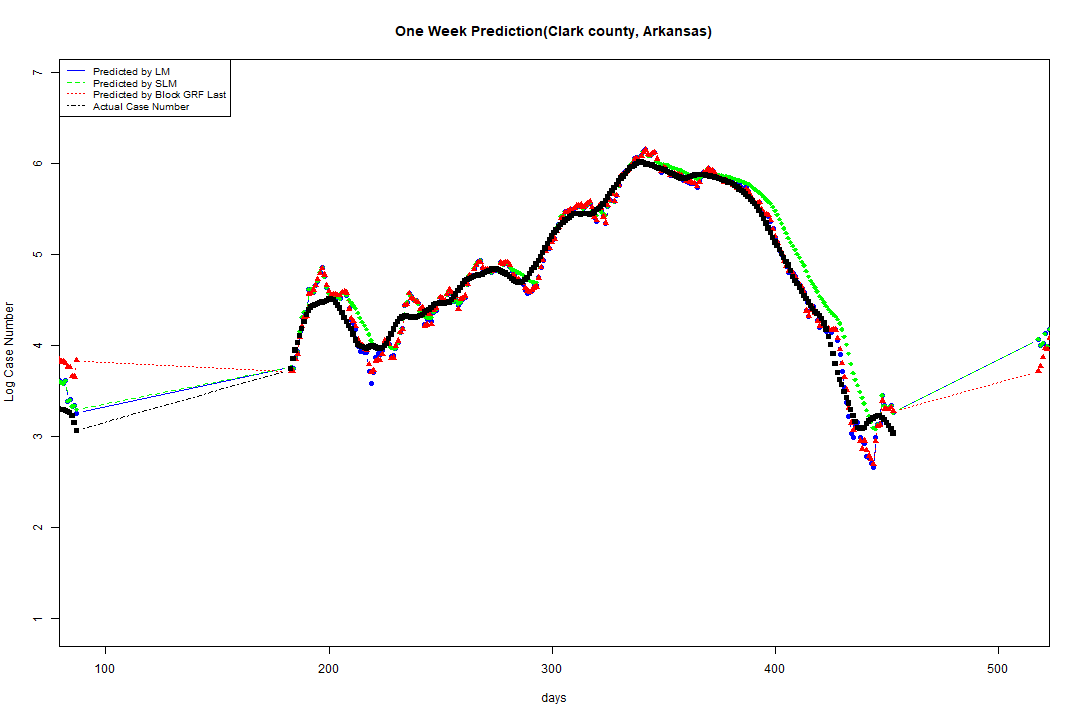 One Week Prediction(Clark county, Arkansas)
Predicted by LM
Predicted by SLM
Predicted by Block GRF Last
Actual Case Number
7
6
5
4
3
2
1
Log Case Number
100 200 300 400 500
days